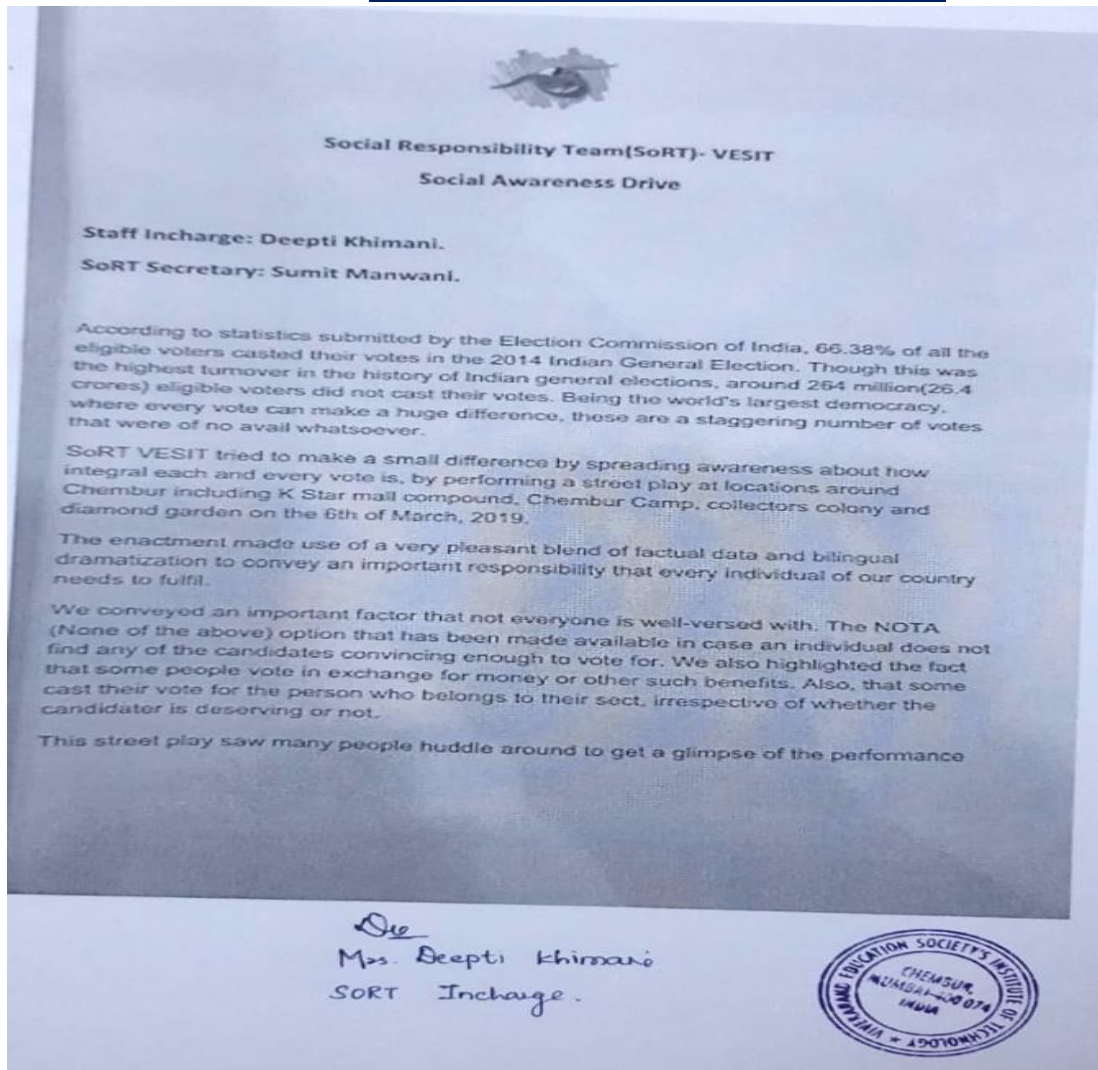 Social Responsibility Team(SoRT)- VESIT
Social Awareness Drive
Staff Incharge: Deepti Khimani.
SoRT Secretary: Sumit Manwani.
According to statistics submitted by the Election Commission of India, 66.38% of all the
eligible voters casted their votes in the 2014 Indian General Election. Though this was
the highest turnover in the history of Indian general elections, around 264 million(26.4
crores) eligible voters did not cast their votes. Being the world's largest democracy,
where every vote can make a huge difference, these are a staggering number of votes
that were of no avail whatsoever.
SoRT VESIT tried to make a small difference by spreading awareness about how
integral each and every vote is, by performing a street play at locations around
Chembur including K Star mall compound, Chembur Camp, collectors colony and
diamond garden on the 6th of March, 2019.
The enactment made use of a very pleasant blend of factual data and bilingual
dramatization to convey an important responsibility that every individual of our country
needs to fulfil.
We conveyed an important factor that not everyone is well-versed with. The NOTA
(None of the above) option that has been made available in case an individual does not
find any of the candidates convincing enough to vote for. We also highlighted the fact
that some people vote in exchange for money or other such benefits. Also, that some
cast their vote for the person who belongs to their sect, irrespective of whether the
candidater is deserving or not.
This street play saw many people huddle around to get a glimpse of the performance
Mrs. Deepti Khimani
SORT Incharge.
VIVEKANAND EDUCATION SOCIETY'S INSTITUTE OF TECHNOLOGY *
CHEMBUR,
MUMBAI-400 074
INDIA